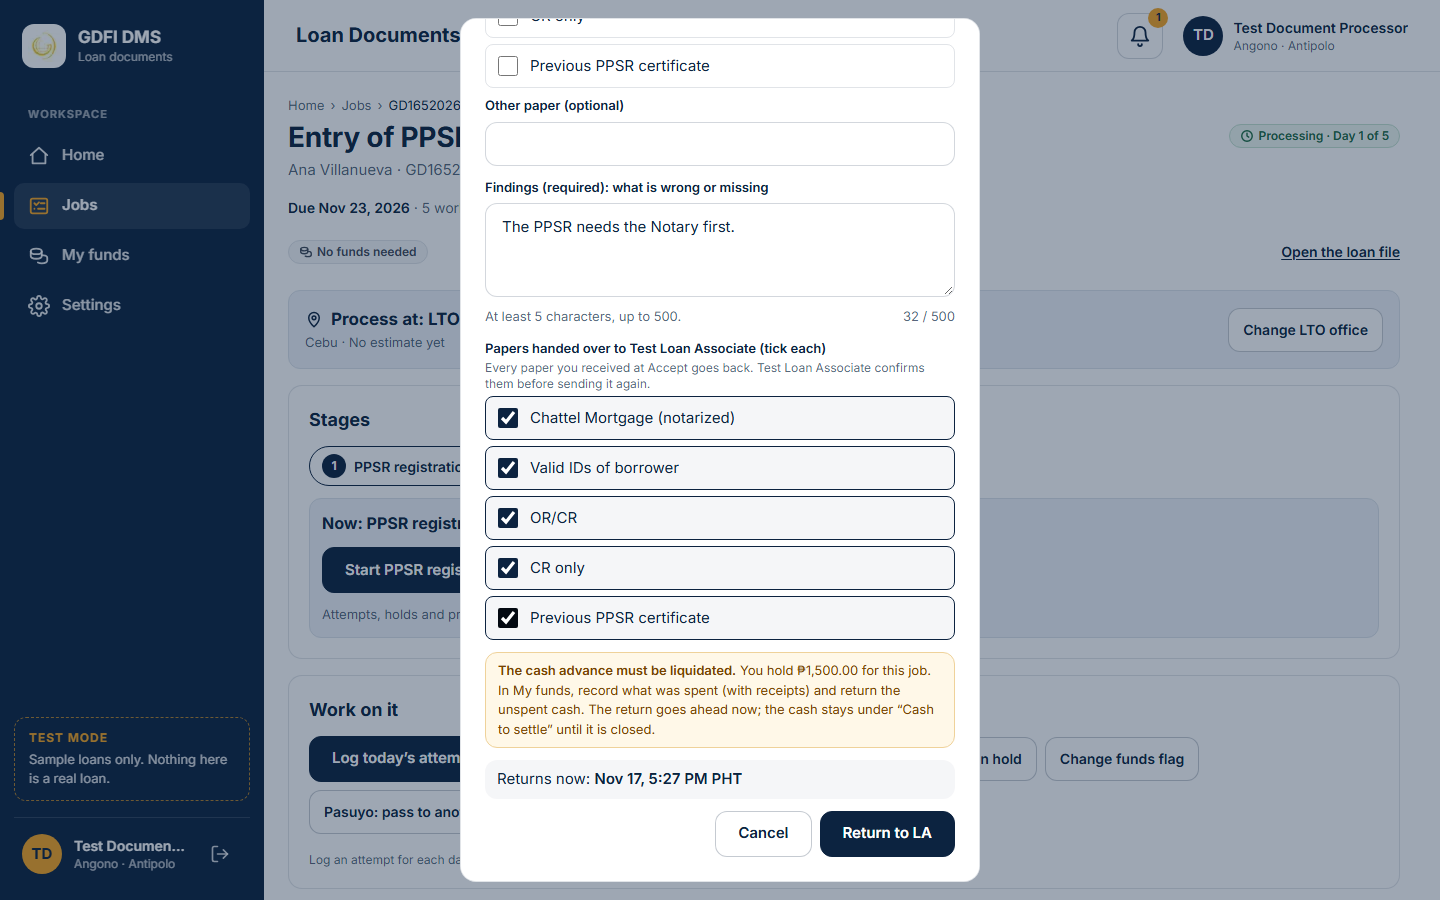 GDFI DMS
Loan documents
WORKSPACE
Home
Jobs
My funds
Settings
TEST MODE
Sample loans only. Nothing here
is a real loan.
TD
Test Documen...
Angono · Antipolo
Loan Documents
1
TD
Test Document Processor
Angono · Antipolo
Home › Jobs › GD1652026
Entry of PPSR
Processing · Day 1 of 5
Ana Villanueva · GD1652
Due Nov 23, 2026 · 5 wor
No funds needed
Open the loan file
Process at: LTO
Cebu · No estimate yet
Change LTO office
Stages
1 PPSR registratio
Now: PPSR registr
Start PPSR regis
Attempts, holds and pr
Work on it
Log today’s attem
n hold
Change funds flag
Pasuyo: pass to ano
Log an attempt for each da
Previous PPSR certificate
Other paper (optional)
Findings (required): what is wrong or missing
The PPSR needs the Notary first.
At least 5 characters, up to 500.
32 / 500
Papers handed over to Test Loan Associate (tick each)
Every paper you received at Accept goes back. Test Loan Associate confirms
them before sending it again.
Chattel Mortgage (notarized)
Valid IDs of borrower
OR/CR
CR only
Previous PPSR certificate
The cash advance must be liquidated. You hold ₱1,500.00 for this job.
In My funds, record what was spent (with receipts) and return the
unspent cash. The return goes ahead now; the cash stays under “Cash
to settle” until it is closed.
Returns now: Nov 17, 5:27 PM PHT
Cancel
Return to LA